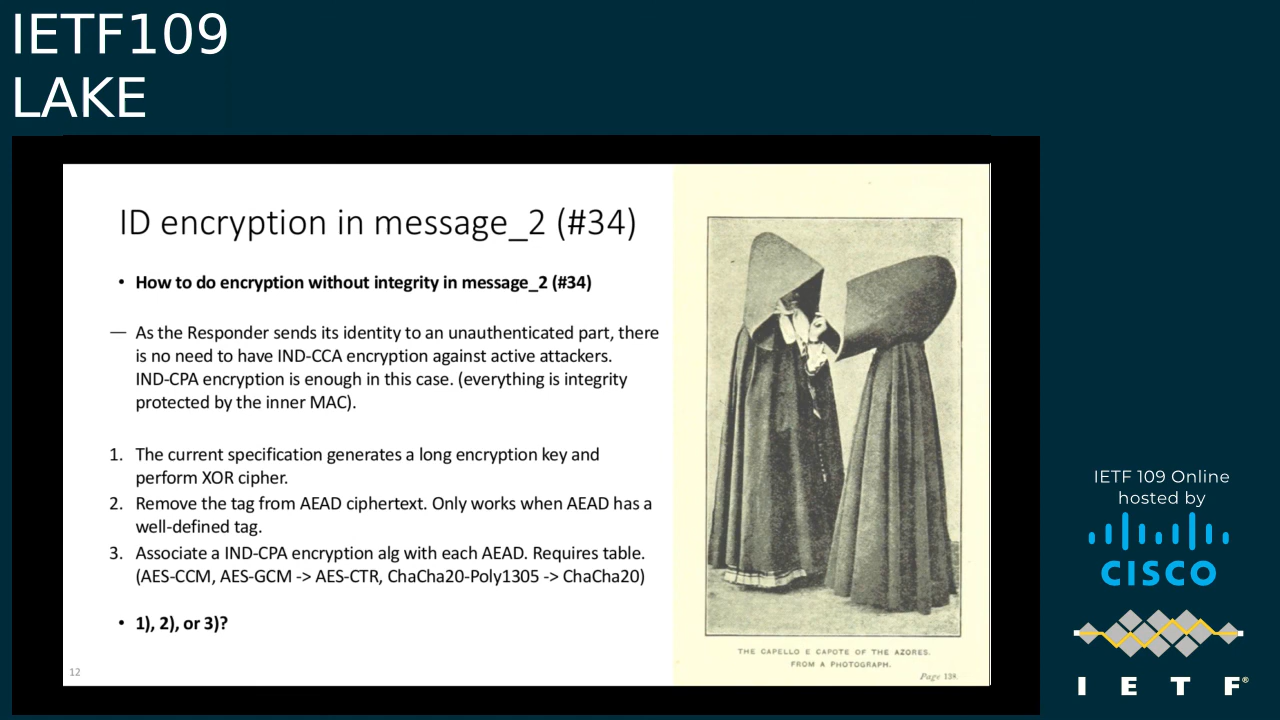 IETF109
LAKE
ID encryption in message_2 (#34)
• How to do encryption without integrity in message_2 (#34)
— As the Responder sends its identity to an unauthenticated part, there
is no need to have IND-CCA encryption against active attackers.
IND-CPA encryption is enough in this case. (everything is integrity
protected by the inner MAC).
1. The current specification generates a long encryption key and
perform XOR cipher.
2. Remove the tag from AEAD ciphertext. Only works when AEAD has a
well-defined tag.
3. Associate a IND-CPA encryption alg with each AEAD. Requires table.
(AES-CCM, AES-GCM -> AES-CTR, ChaCha20-Poly1305 -> ChaCha20)
• 1), 2), or 3)?
12
THE CAPELLO E CAPOTE OF THE AZORES.
FROM A PHOTOGRAPH.
Page 138.
IETF 109 Online
hosted by
CISCO
I E T F®